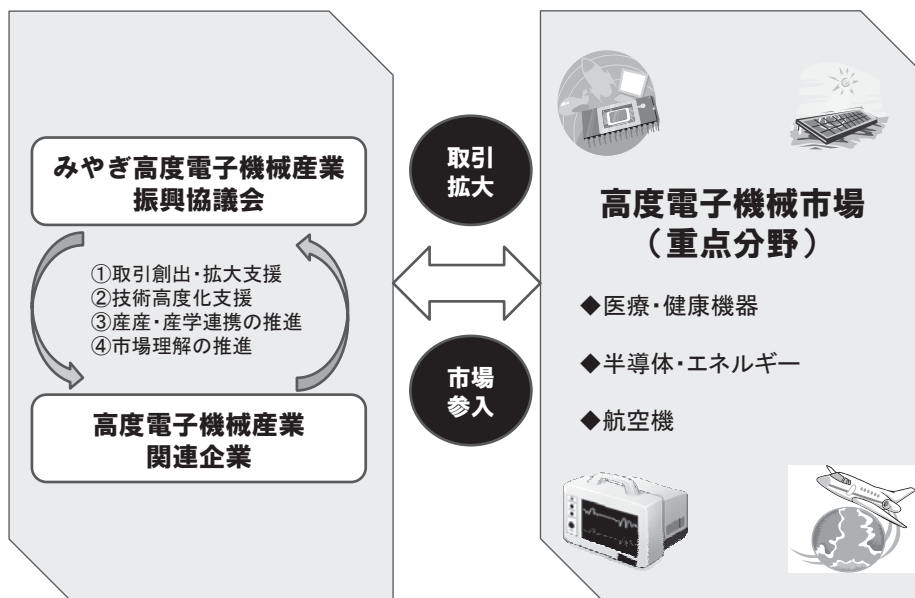 みやぎ高度電子機械産業
振興協議会
①取引創出・拡大支援
②技術高度化支援
③産産・産学連携の推進
④市場理解の推進
高度電子機械産業
関連企業
取引
拡大
市場
参入
高度電子機械市場
（重点分野）
◆医療・健康機器
◆半導体・エネルギー
◆航空機